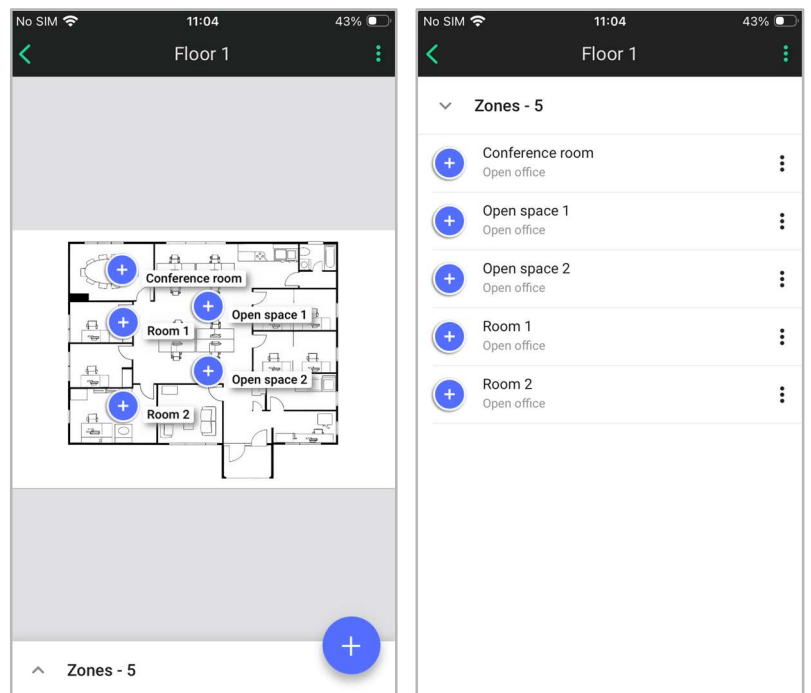 No SIM 11:04 43%
Floor 1
Conference room
Open space 1
Room 1
Open space 2
Room 2
Zones - 5
No SIM 11:04 43%
Floor 1
Zones - 5
Conference room
Open office
Open space 1
Open office
Open space 2
Open office
Room 1
Open office
Room 2
Open office